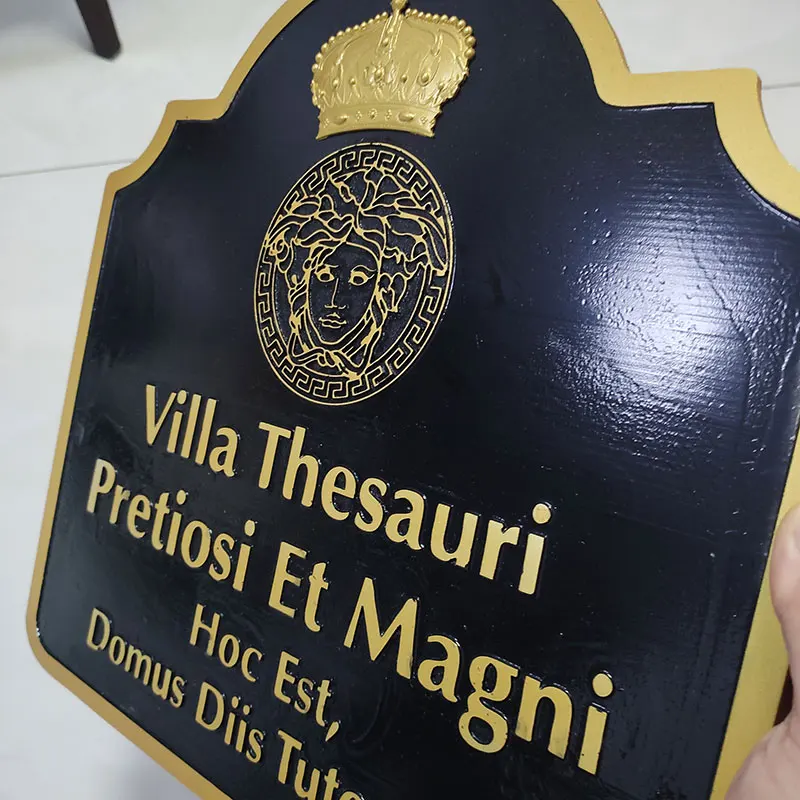 Villa Thesauri
Pretiosi Et Magni
Hoc Est,
Domus Diis